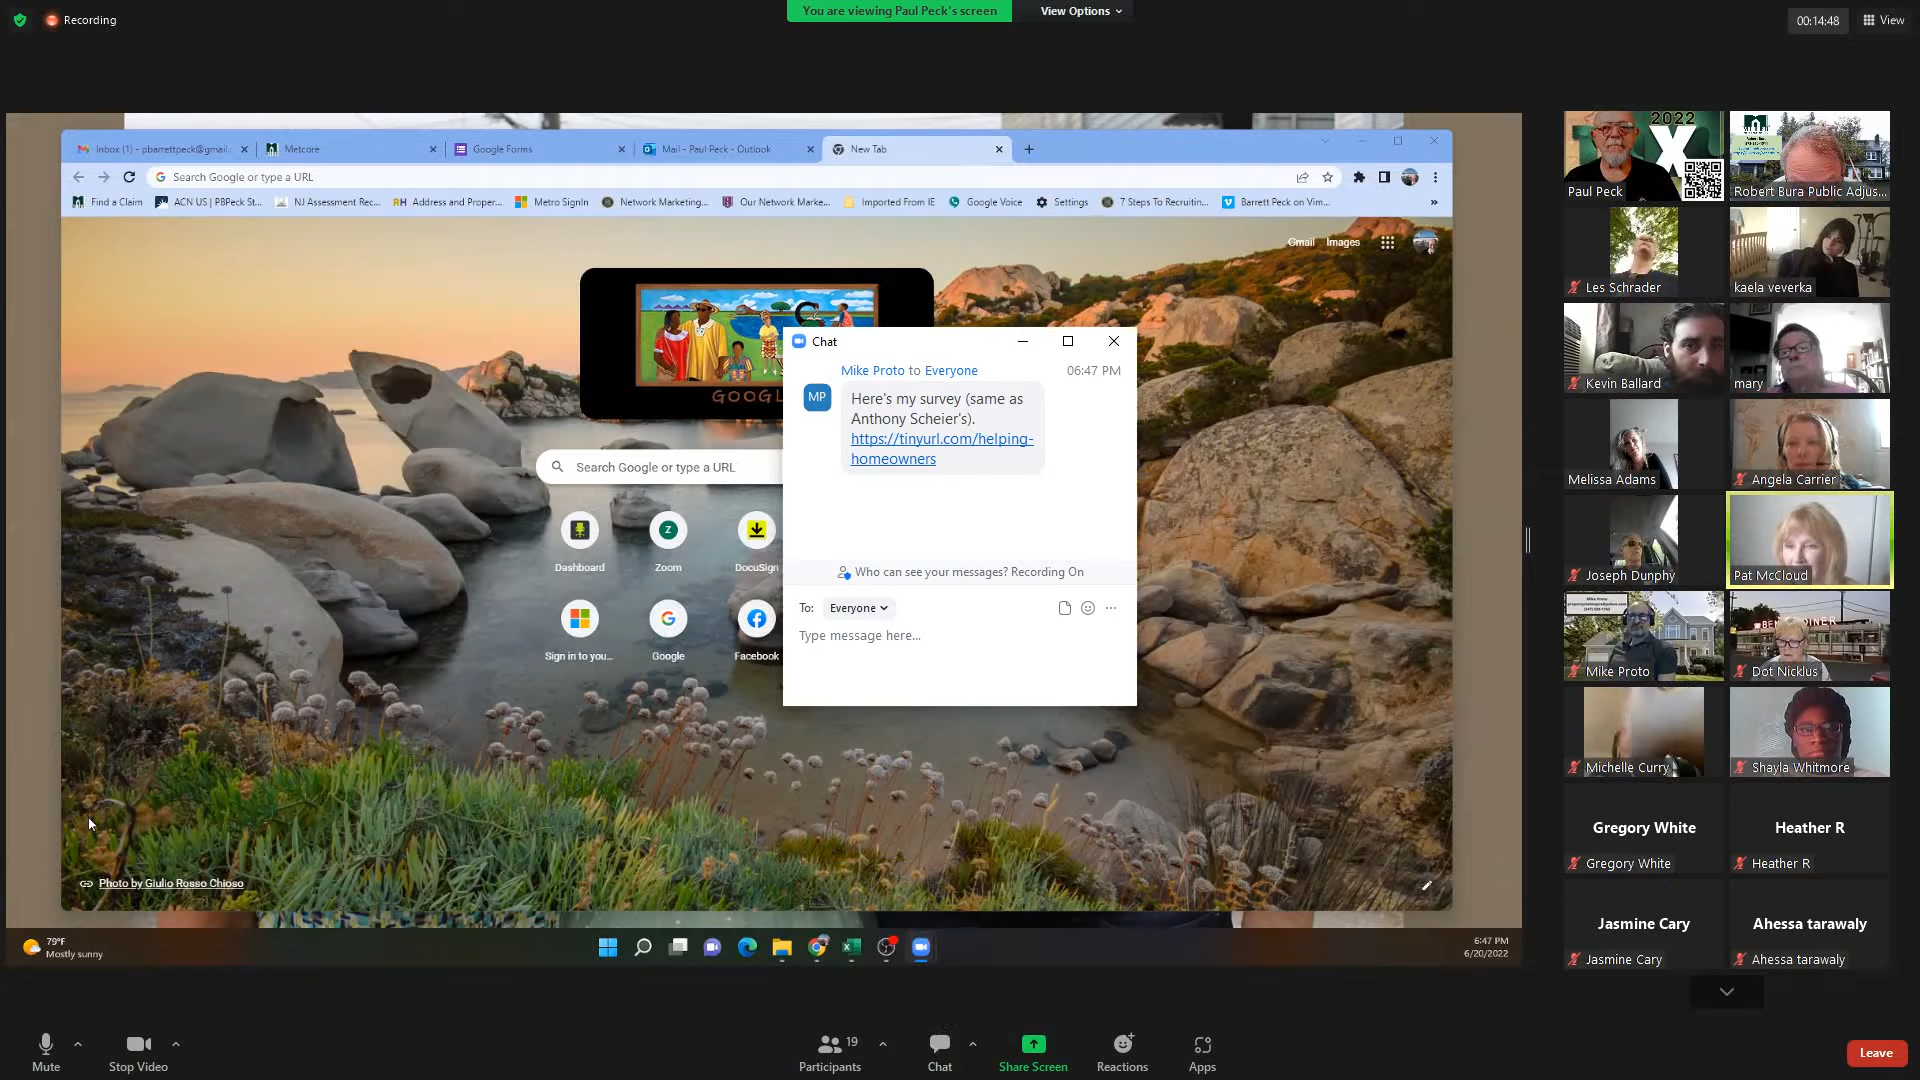 Recording
You are viewing Paul Peck's screen
View Options
00:14:48
View
Inbox (1) - pbarrettpeck@gmail.
Metcore
Google Forms
Mail - Paul Peck - Outlook
New Tab
Search Google or type a URL
Find a Claim
ACN US | PBPeck St...
NJ Assessment Rec...
RH Address and Proper...
Metro SignIn
Network Marketing...
Our Network Marke...
Imported From IE
Google Voice
Settings
7 Steps To Recruitin...
Barrett Peck on Vim...
»
Gmail
Images
GOOGL
Search Google or type a URL
Dashboard
Zoom
DocuSign
Sign in to you...
Google
Facebook
Photo by Giulio Rosso Chioso
Chat
Mike Proto to Everyone
06:47 PM
MP
Here's my survey (same as
Anthony Scheier's).
https://tinyurl.com/helping-
homeowners
Who can see your messages? Recording On
To: Everyone
Type message here...
79°F
Mostly sunny
6:47 PM
6/20/2022
2022
X
Paul Peck
Robert Bura Public Adjus...
Les Schrader
kaela veverka
Kevin Ballard
mary
Melissa Adams
Angela Carrier
Joseph Dunphy
Pat McCloud
Mike Proto
Mike Proto
DINER
Dot Nicklus
Michelle Curry
Shayla Whitmore
Gregory White
Gregory White
Heather R
Heather R
Jasmine Cary
Jasmine Cary
Ahessa tarawaly
Ahessa tarawaly
Mute
Stop Video
19
Participants
Chat
Share Screen
Reactions
Apps
Leave